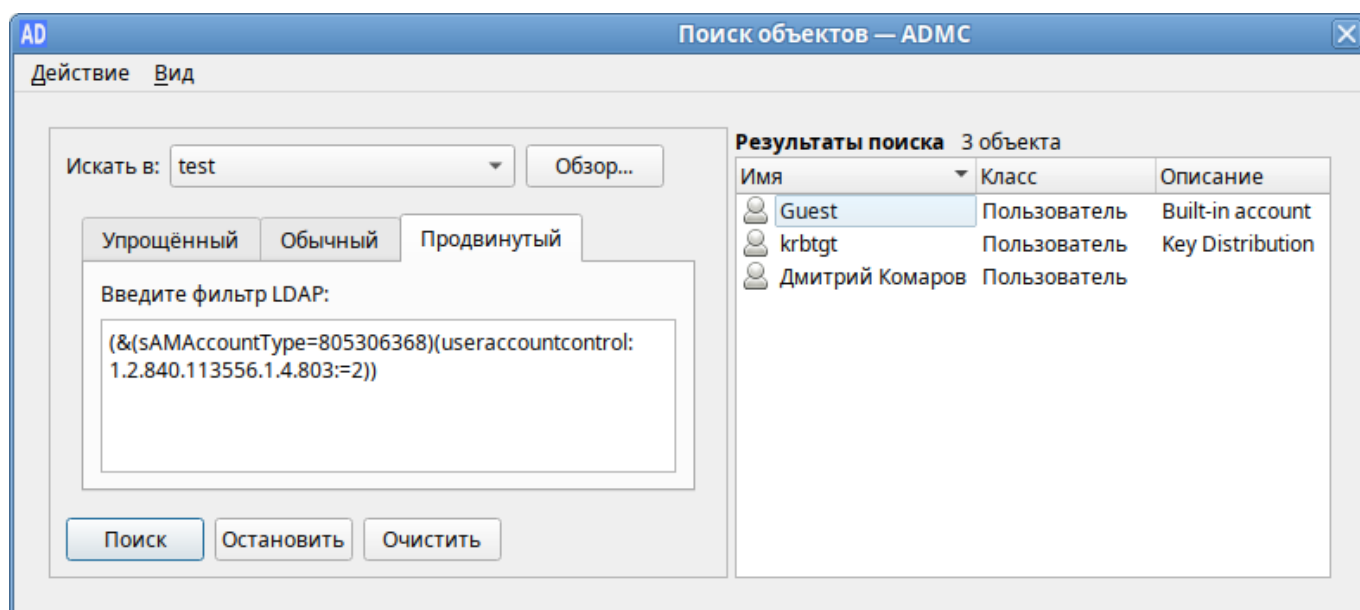 AD Поиск объектов — ADMC
Действие Вид
Искать в: test Обзор...
Упрощённый Обычный Продвинутый
Введите фильтр LDAP:
(&(sAMAccountType=805306368)(useraccountcontrol:
1.2.840.113556.1.4.803:=2))
Поиск Остановить Очистить
Результаты поиска 3 объекта
Имя Класс Описание
Guest Пользователь Built-in account
krbtgt Пользователь Key Distribution
Дмитрий Комаров Пользователь